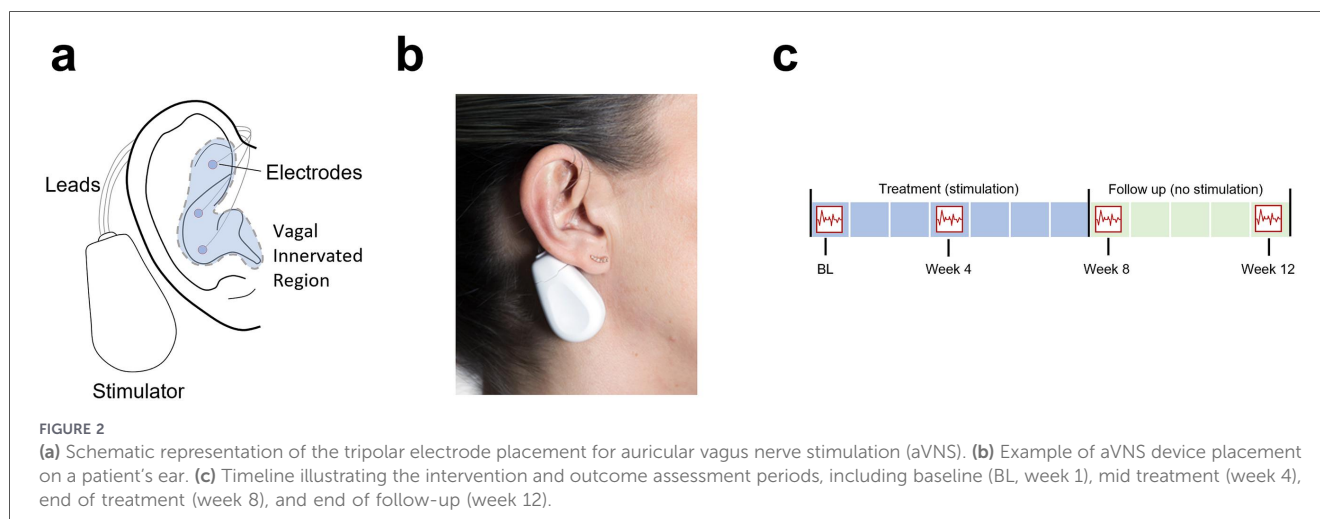 a
b
c
Leads
Electrodes
Vagal
Innervated
Region
Stimulator
Treatment (stimulation)
Follow up (no stimulation)
BL
Week 4
Week 8
Week 12
FIGURE 2
(a) Schematic representation of the tripolar electrode placement for auricular vagus nerve stimulation (aVNS). (b) Example of aVNS device placement
on a patient's ear. (c) Timeline illustrating the intervention and outcome assessment periods, including baseline (BL, week 1), mid treatment (week 4),
end of treatment (week 8), and end of follow-up (week 12).